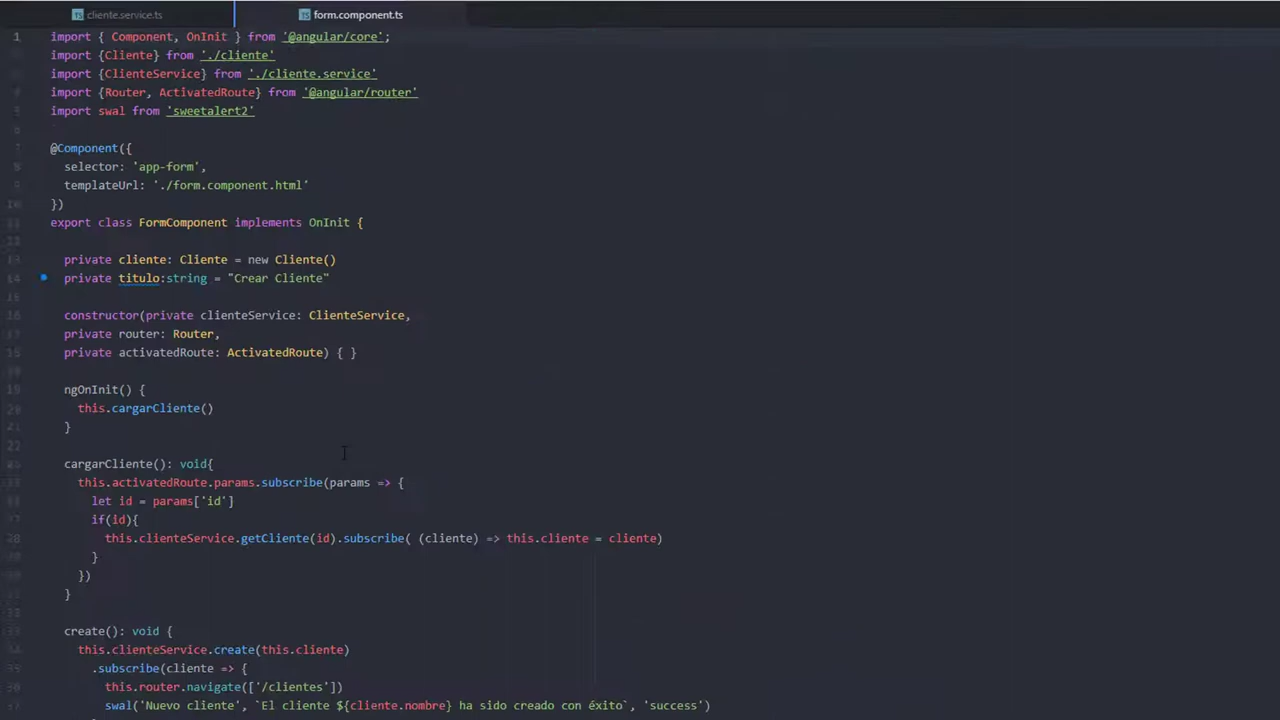 TS cliente.service.ts
TS form.component.ts
1 import { Component, OnInit } from '@angular/core';
import {Cliente} from './cliente'
import {ClienteService} from './cliente.service'
import {Router, ActivatedRoute} from '@angular/router'
import swal from 'sweetalert2'
@Component({
selector: 'app-form',
templateUrl: './form.component.html'
})
export class FormComponent implements OnInit {
private cliente: Cliente = new Cliente()
private titulo:string = "Crear Cliente"
constructor(private clienteService: ClienteService,
private router: Router,
private activatedRoute: ActivatedRoute) { }
ngOnInit() {
this.cargarCliente()
}
cargarCliente(): void{
this.activatedRoute.params.subscribe(params => {
let id = params['id']
if(id){
this.clienteService.getCliente(id).subscribe( (cliente) => this.cliente = cliente)
}
})
}
create(): void {
this.clienteService.create(this.cliente)
.subscribe(cliente => {
this.router.navigate(['/clientes'])
swal('Nuevo cliente', `El cliente ${cliente.nombre} ha sido creado con éxito`, 'success')